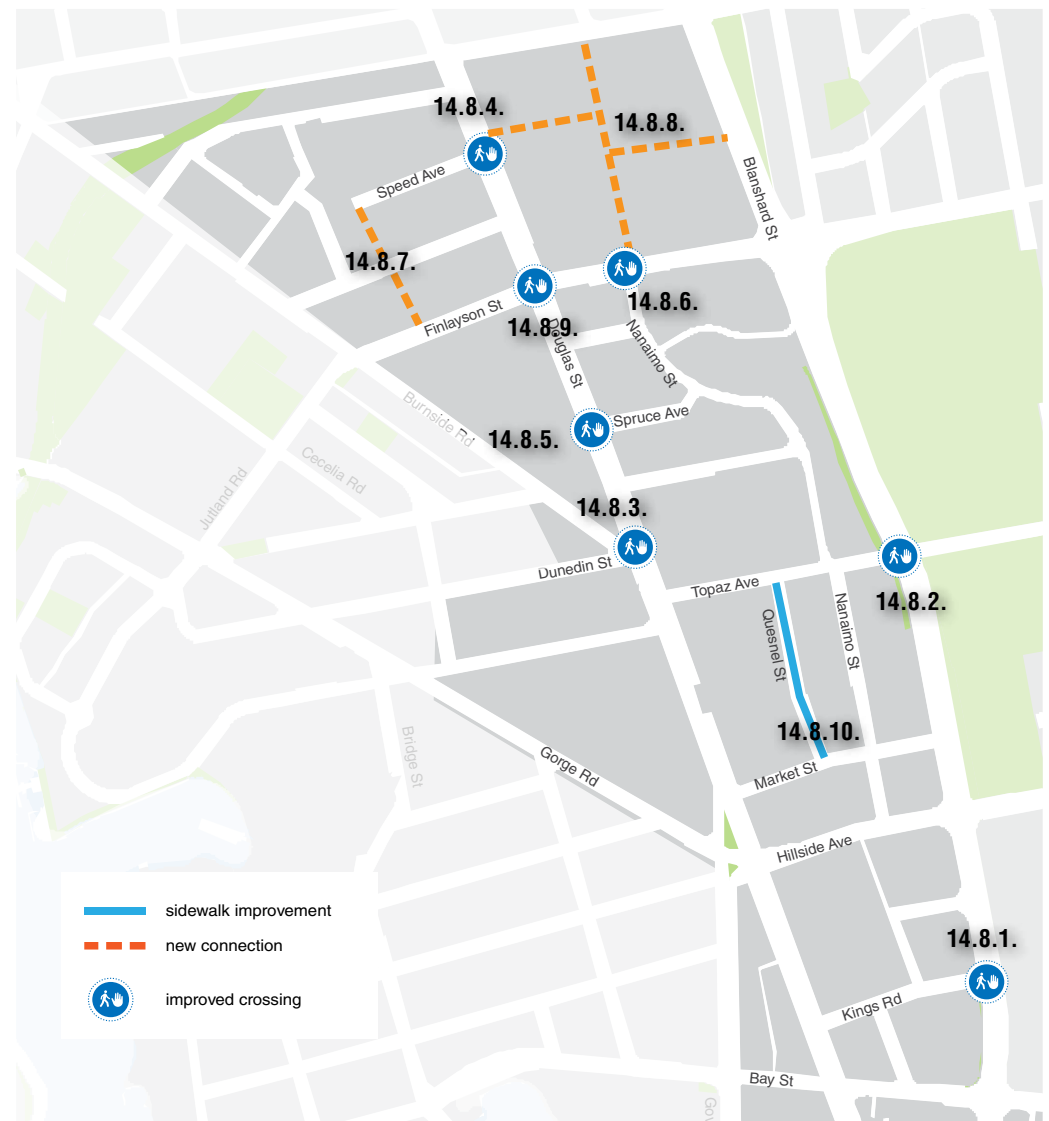 14.8.4.
14.8.8.
Speed Ave
Blanshard St
14.8.7.
14.8.6.
Finlayson St
14.8.9.
Douglas St
Nanaimo St
Burnside Rd
Spruce Ave
14.8.5.
Cecelia Rd
Jutland Rd
14.8.3.
Dunedin St
Topaz Ave
14.8.2.
Quesnel St
Nanaimo St
14.8.10.
Bridge St
Gorge Rd
Market St
Hillside Ave
sidewalk improvement
new connection
improved crossing
14.8.1.
Kings Rd
Bay St
Gov